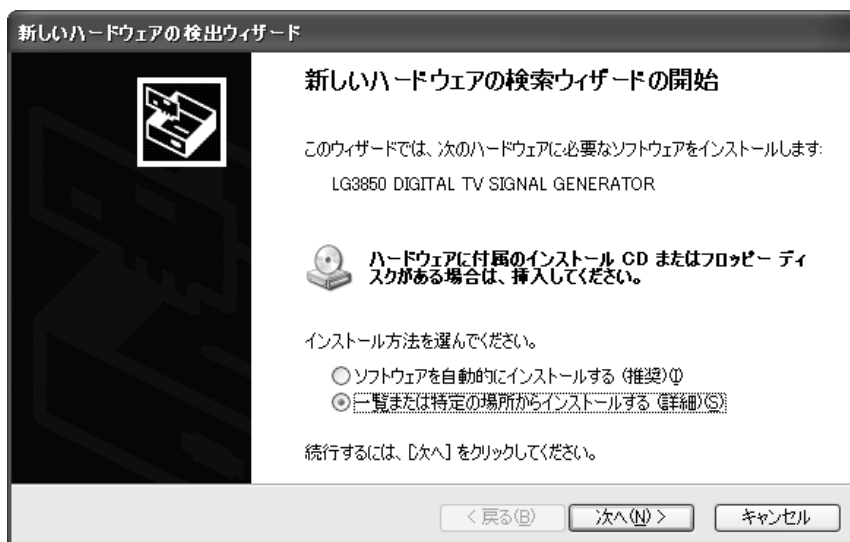 新しいハードウェアの検出ウィザード
新しいハードウェアの検索ウィザードの開始
このウィザードでは、次のハードウェアに必要なソフトウェアをインストールします:
LG3850 DIGITAL TV SIGNAL GENERATOR
ハードウェアに付属のインストール CD またはフロッピー ディ
スクがある場合は、挿入してください。
インストール方法を選んでください。
ソフトウェアを自動的にインストールする (推奨)(I)
一覧または特定の場所からインストールする (詳細)(S)
続行するには、[次へ] をクリックしてください。
< 戻る(B)
次へ(N) >
キャンセル